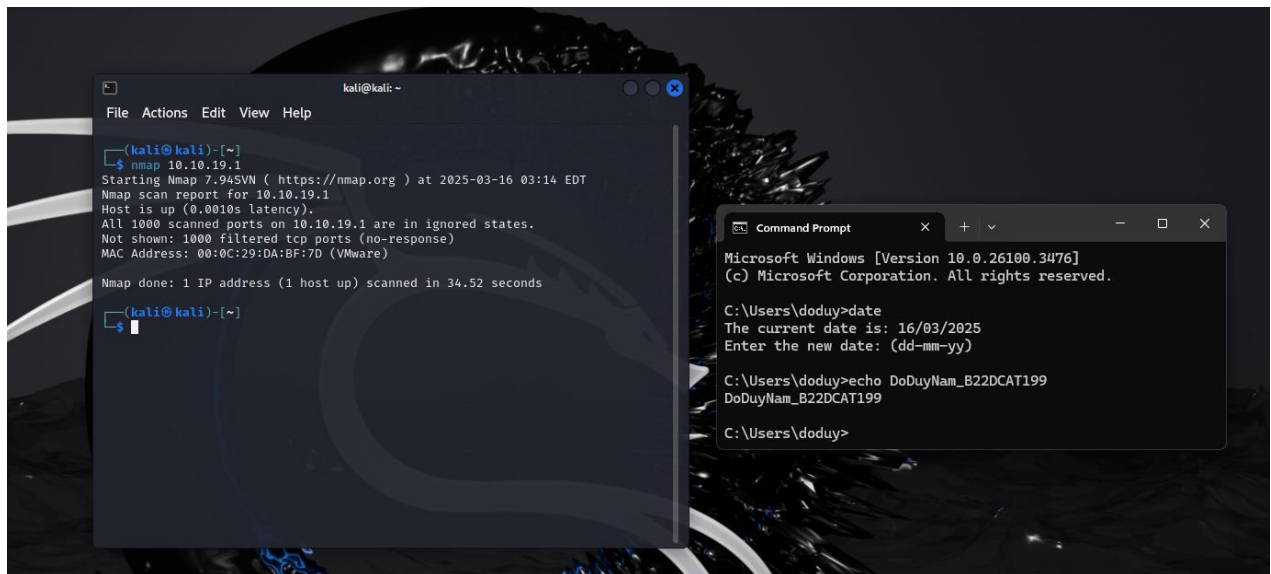 kali@kali: ~
File Actions Edit View Help
┌──(kali㉿kali)-[~]
└─$ nmap 10.10.19.1
Starting Nmap 7.94SVN ( https://nmap.org ) at 2025-03-16 03:14 EDT
Nmap scan report for 10.10.19.1
Host is up (0.0010s latency).
All 1000 scanned ports on 10.10.19.1 are in ignored states.
Not shown: 1000 filtered tcp ports (no-response)
MAC Address: 00:0C:29:DA:BF:7D (VMware)
Nmap done: 1 IP address (1 host up) scanned in 34.52 seconds
┌──(kali㉿kali)-[~]
└─$
Command Prompt
Microsoft Windows [Version 10.0.26100.3476]
(c) Microsoft Corporation. All rights reserved.
C:\Users\doduy>date
The current date is: 16/03/2025
Enter the new date: (dd-mm-yy)
C:\Users\doduy>echo DoDuyNam_B22DCAT199
DoDuyNam_B22DCAT199
C:\Users\doduy>